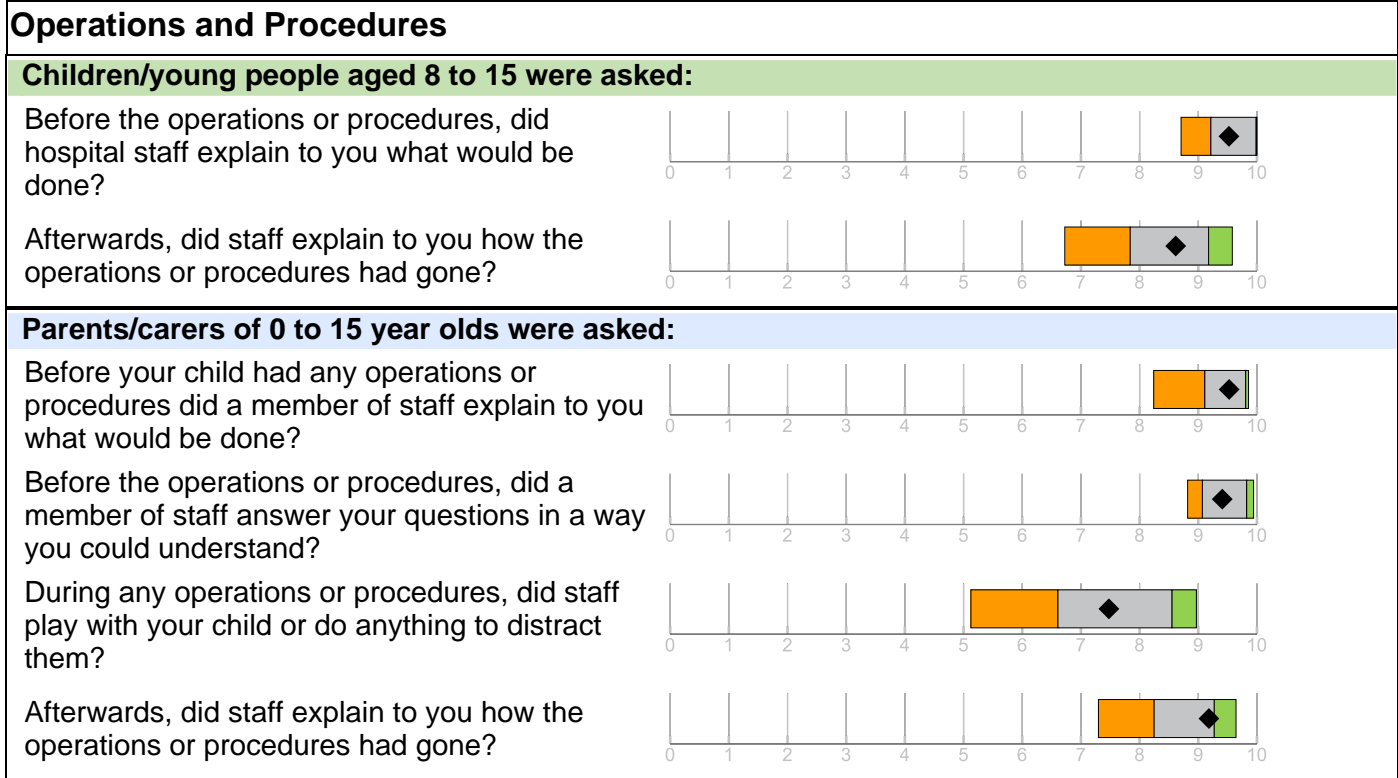 Operations and Procedures
Children/young people aged 8 to 15 were asked:
Before the operations or procedures, did
hospital staff explain to you what would be
done?
0 1 2 3 4 5 6 7 8 9 10
Afterwards, did staff explain to you how the
operations or procedures had gone?
0 1 2 3 4 5 6 7 8 9 10
Parents/carers of 0 to 15 year olds were asked:
Before your child had any operations or
procedures did a member of staff explain to you
what would be done?
0 1 2 3 4 5 6 7 8 9 10
Before the operations or procedures, did a
member of staff answer your questions in a way
you could understand?
0 1 2 3 4 5 6 7 8 9 10
During any operations or procedures, did staff
play with your child or do anything to distract
them?
0 1 2 3 4 5 6 7 8 9 10
Afterwards, did staff explain to you how the
operations or procedures had gone?
0 1 2 3 4 5 6 7 8 9 10